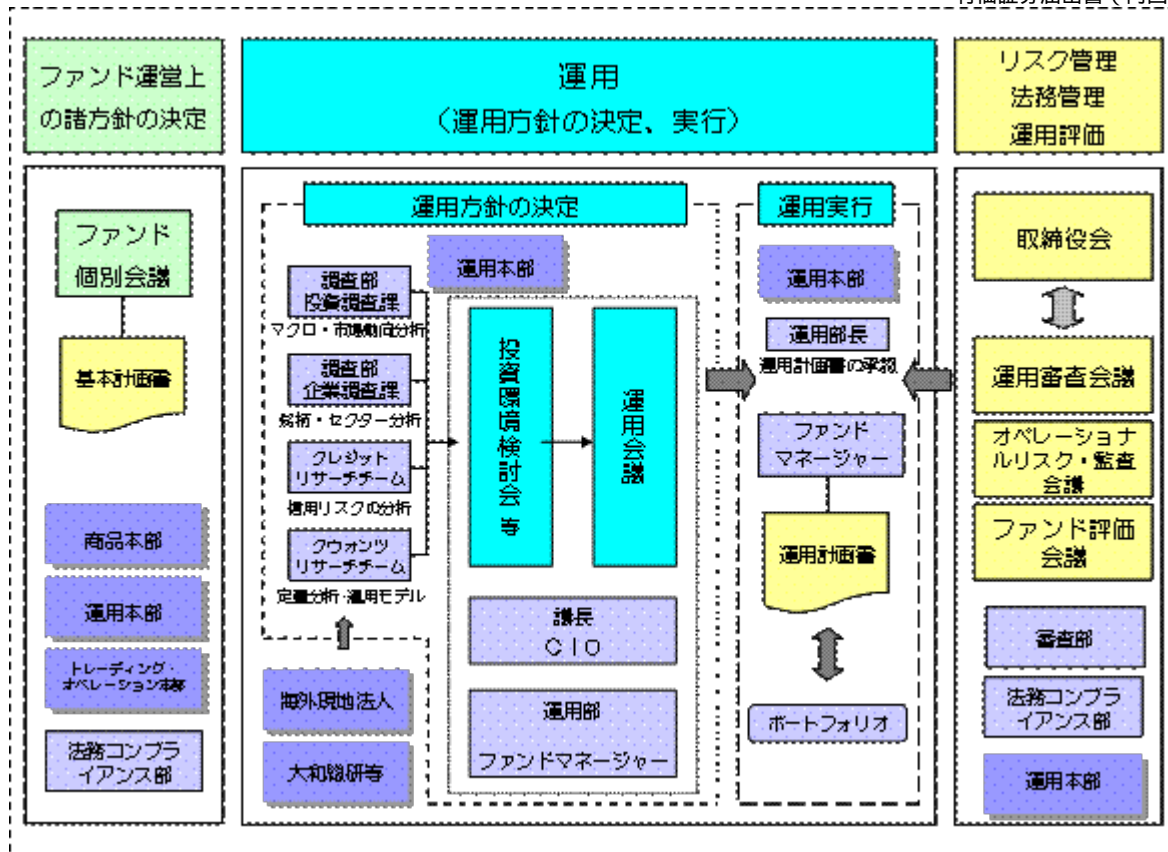 有価証券届出書(内国
ファンド運営上
の諸方針の決定
運用
(運用方針の決定、実行)
リスク管理
法務管理
運用評価
ファンド
個別会議
基本計画書
商品本部
運用本部
トレーディング・
オペレーション本部
法務コンプラ
イアンス部
運用方針の決定
運用本部
調査部
投資調査課
マクロ・市場動向分析
調査部
企業調査課
銘柄・セクター分析
クレジット
リサーチチーム
信用リスクの分析
クウォンツ
リサーチチーム
定量分析・運用モデル
海外現地法人
大和総研等
投資環境検討会 等
運用会議
議長
CIO
運用部
ファンドマネージャー
運用実行
運用本部
運用部長
運用計画書の承認
ファンド
マネージャー
運用計画書
ポートフォリオ
取締役会
運用審査会議
オペレーショナ
ルリスク・監査
会議
ファンド評価
会議
審査部
法務コンプラ
イアンス部
運用本部